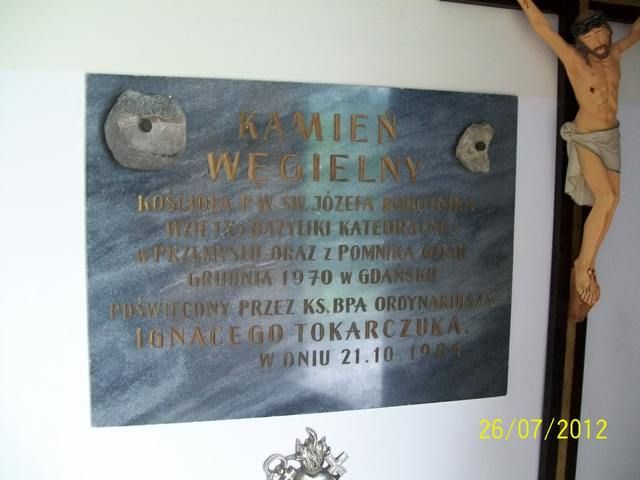 KAMIEŃ
WĘGIELNY
KOŚCIOŁA P.W. ŚW. JÓZEFA ROBOTNIKA
WZIĘTY Z BAZYLIKI KATEDRALNEJ
W PRZEMYŚLU ORAZ Z POMNIKA OFIAR
GRUDNIA 1970 W GDAŃSKU
POŚWIĘCONY PRZEZ KS. BPA ORDYNARIUSZA
IGNACEGO TOKARCZUKA.
W DNIU 21.10
26/07/2012